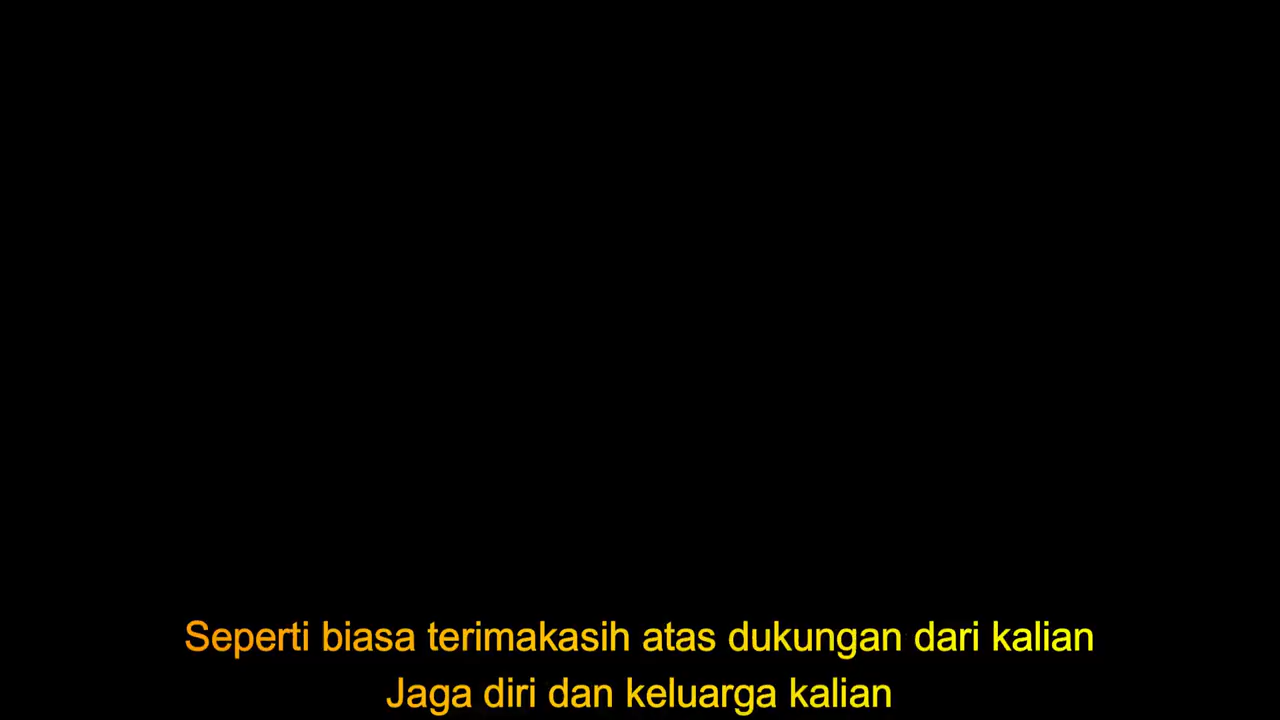 Seperti biasa terimakasih atas dukungan dari kalian
Jaga diri dan keluarga kalian